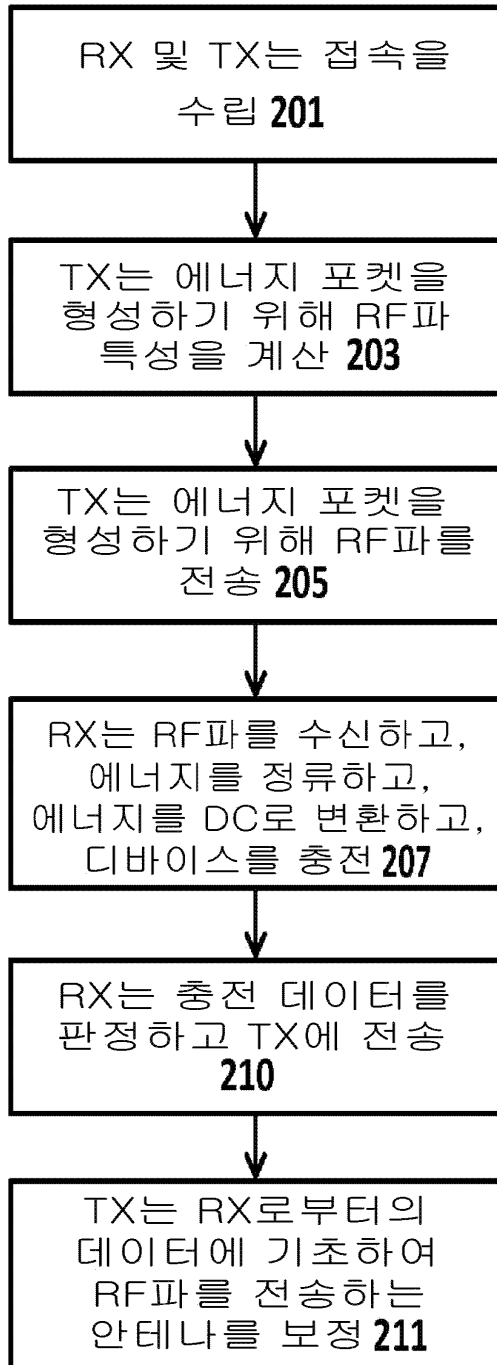 RX 및 TX는 접속을
수립 201
TX는 에너지 포켓을
형성하기 위해 RF파
특성을 계산 203
TX는 에너지 포켓을
형성하기 위해 RF파를
전송 205
RX는 RF파를 수신하고,
에너지를 정류하고,
에너지를 DC로 변환하고,
디바이스를 충전 207
RX는 충전 데이터를
판정하고 TX에 전송
210
TX는 RX로부터의
데이터에 기초하여
RF파를 전송하는
안테나를 보정 211